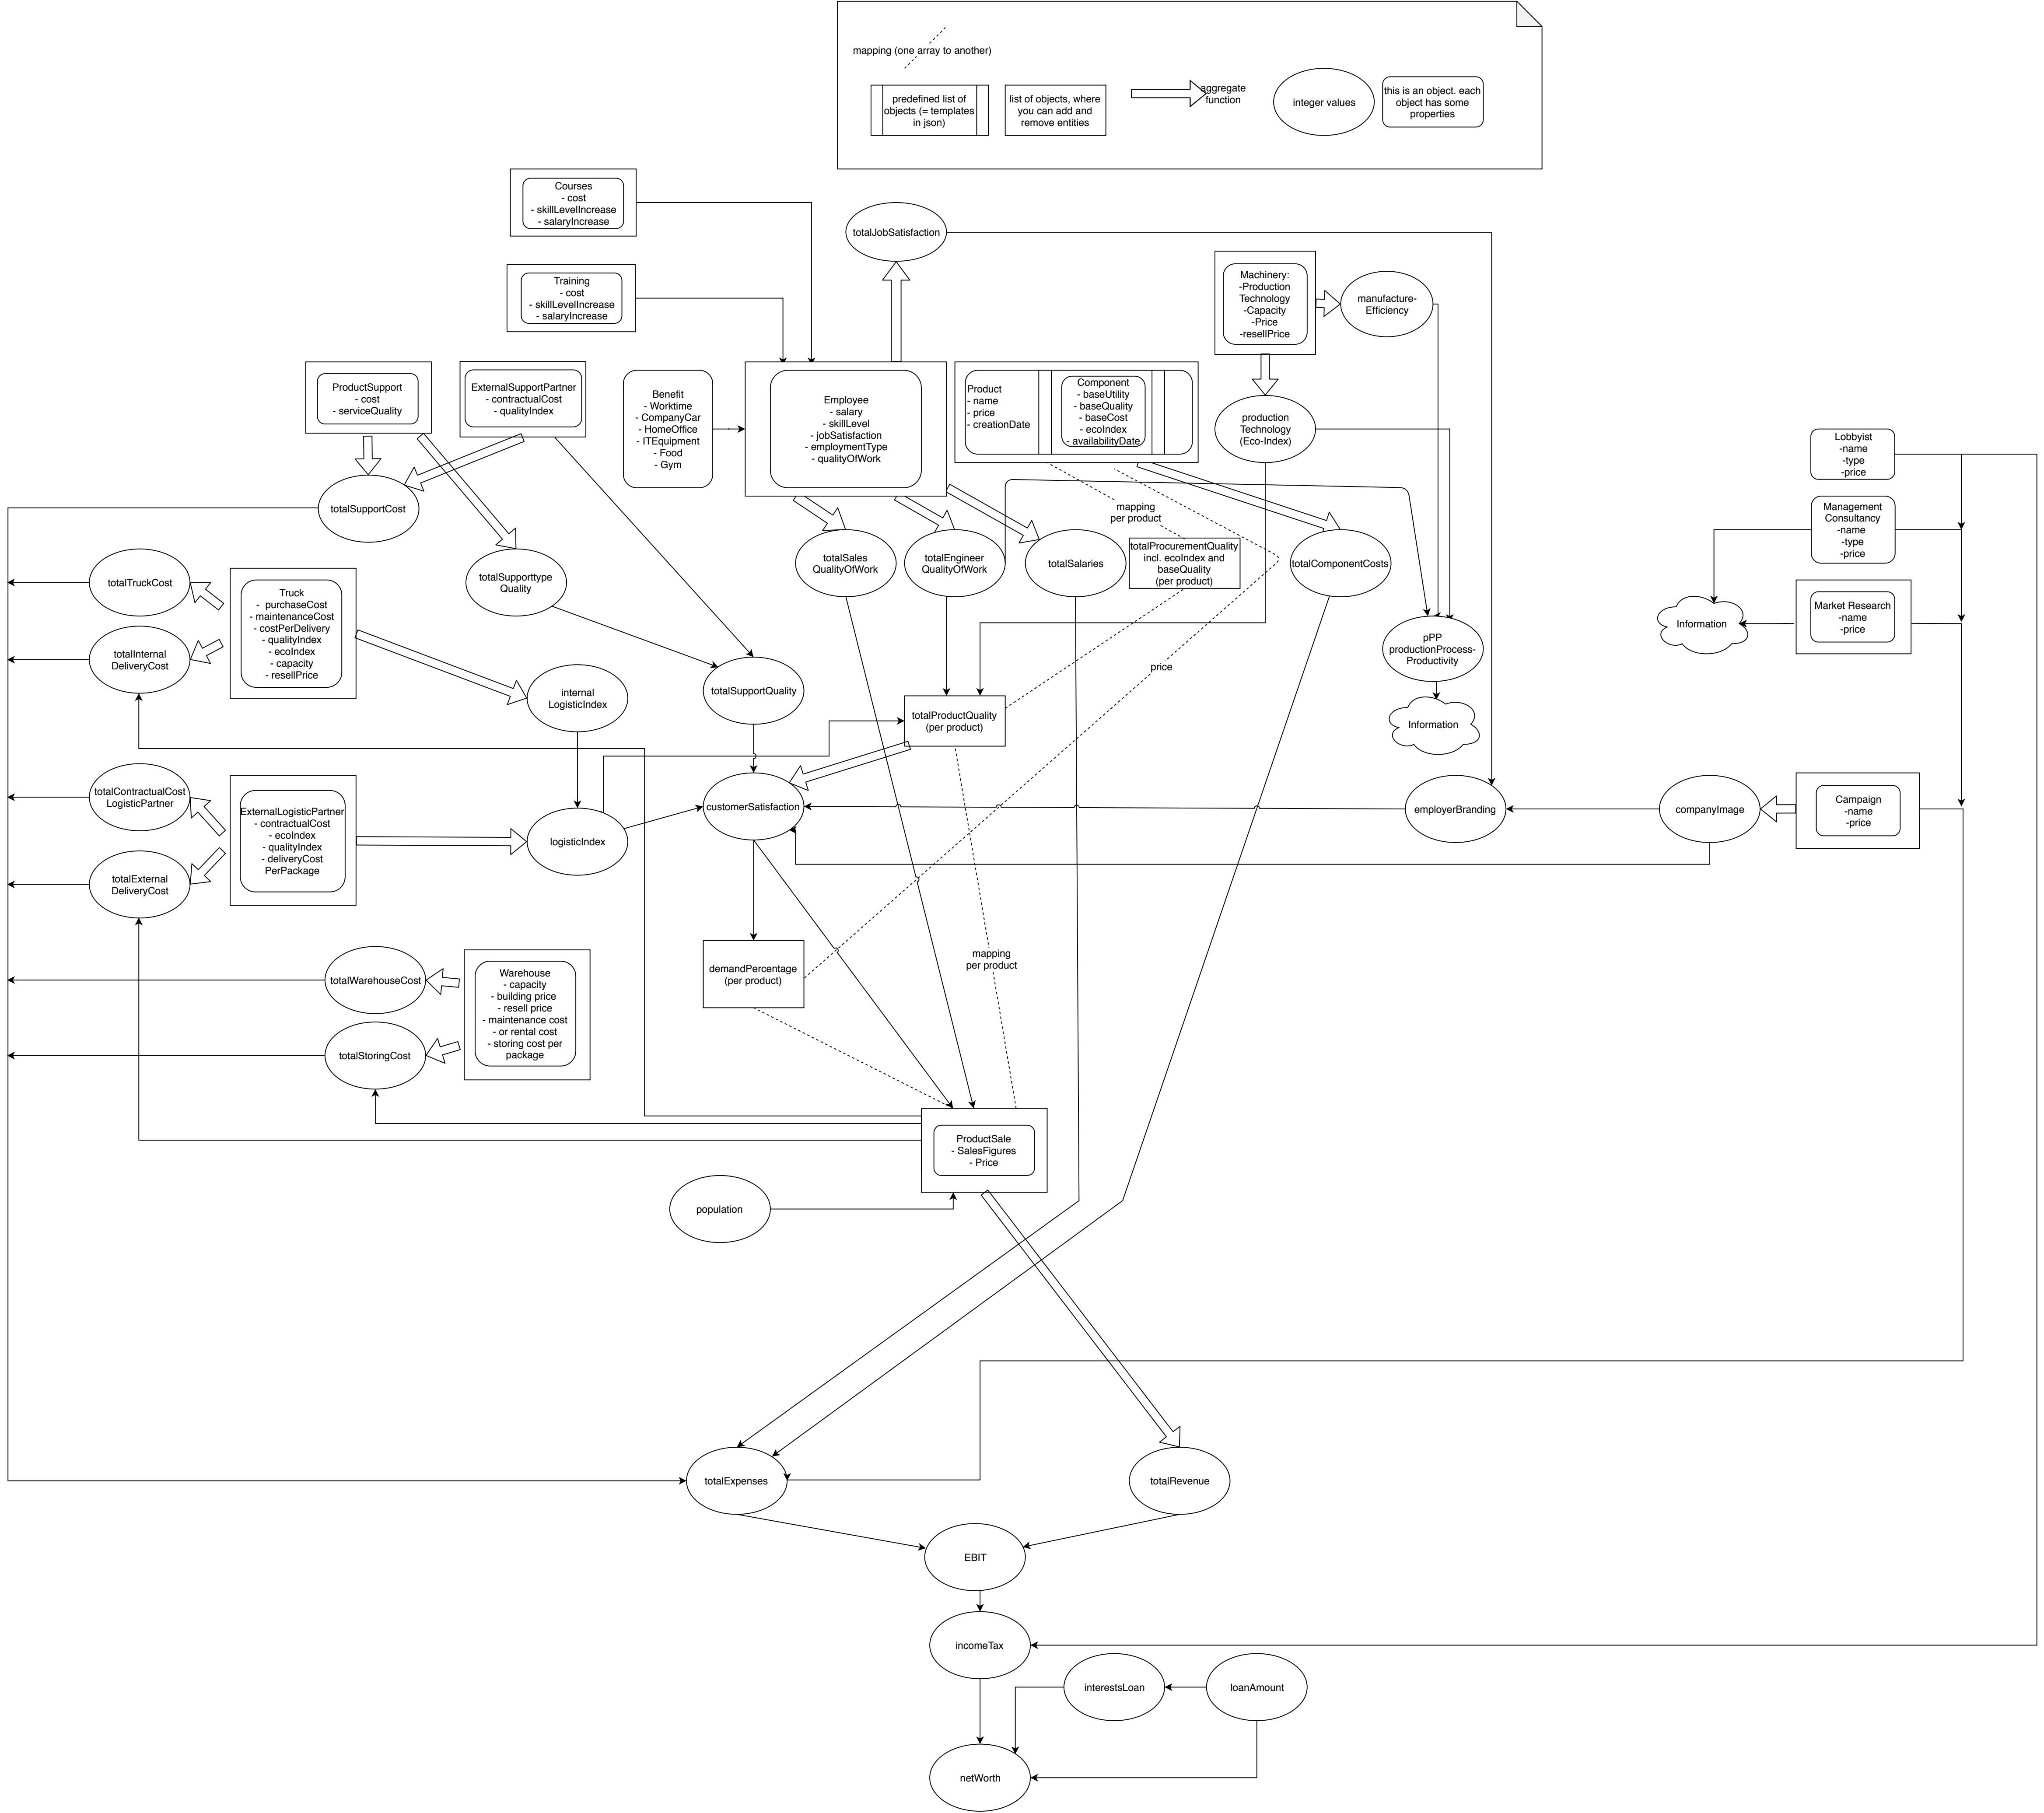 mapping (one array to another)
predefined list of
objects (= templates
in json)
list of objects, where
you can add and
remove entities
aggregate
function
integer values
this is an object. each
object has some
properties
Courses
- cost
- skillLevelIncrease
- salaryIncrease
totalJobSatisfaction
Training
- cost
- skillLevelIncrease
- salaryIncrease
Machinery:
-Production
Technology
-Capacity
-Price
-resellPrice
manufacture-
Efficiency
ProductSupport
- cost
- serviceQuality
ExternalSupportPartner
- contractualCost
- qualityIndex
Benefit
- Worktime
- CompanyCar
- HomeOffice
- ITEquipment
- Food
- Gym
Employee
- salary
- skillLevel
- jobSatisfaction
- employmentType
- qualityOfWork
Product
- name
- price
- creationDate
Component
- baseUtility
- baseQuality
- baseCost
- ecoIndex
- availabilityDate
production
Technology
(Eco-Index)
Lobbyist
-name
-type
-price
totalSupportCost
mapping
per product
Management
Consultancy
-name
-type
-price
totalTruckCost
Truck
- purchaseCost
- maintenanceCost
- costPerDelivery
- qualityIndex
- ecoIndex
- capacity
- resellPrice
totalSupporttype
Quality
totalSales
QualityOfWork
totalEngineer
QualityOfWork
totalSalaries
totalProcurementQuality
incl. ecoIndex and
baseQuality
(per product)
totalComponentCosts
Information
Market Research
-name
-price
totalInternal
DeliveryCost
pPP
productionProcess-
Productivity
price
internal
LogisticIndex
totalSupportQuality
totalProductQuality
(per product)
Information
totalContractualCost
LogisticPartner
ExternalLogisticPartner
- contractualCost
- ecoIndex
- qualityIndex
- deliveryCost
PerPackage
customerSatisfaction
employerBranding
companyImage
Campaign
-name
-price
logisticIndex
totalExternal
DeliveryCost
totalWarehouseCost
Warehouse
- capacity
- building price
- resell price
- maintenance cost
- or rental cost
- storing cost per
package
demandPercentage
(per product)
mapping
per product
totalStoringCost
ProductSale
- SalesFigures
- Price
population
totalExpenses
totalRevenue
EBIT
incomeTax
interestsLoan
loanAmount
netWorth